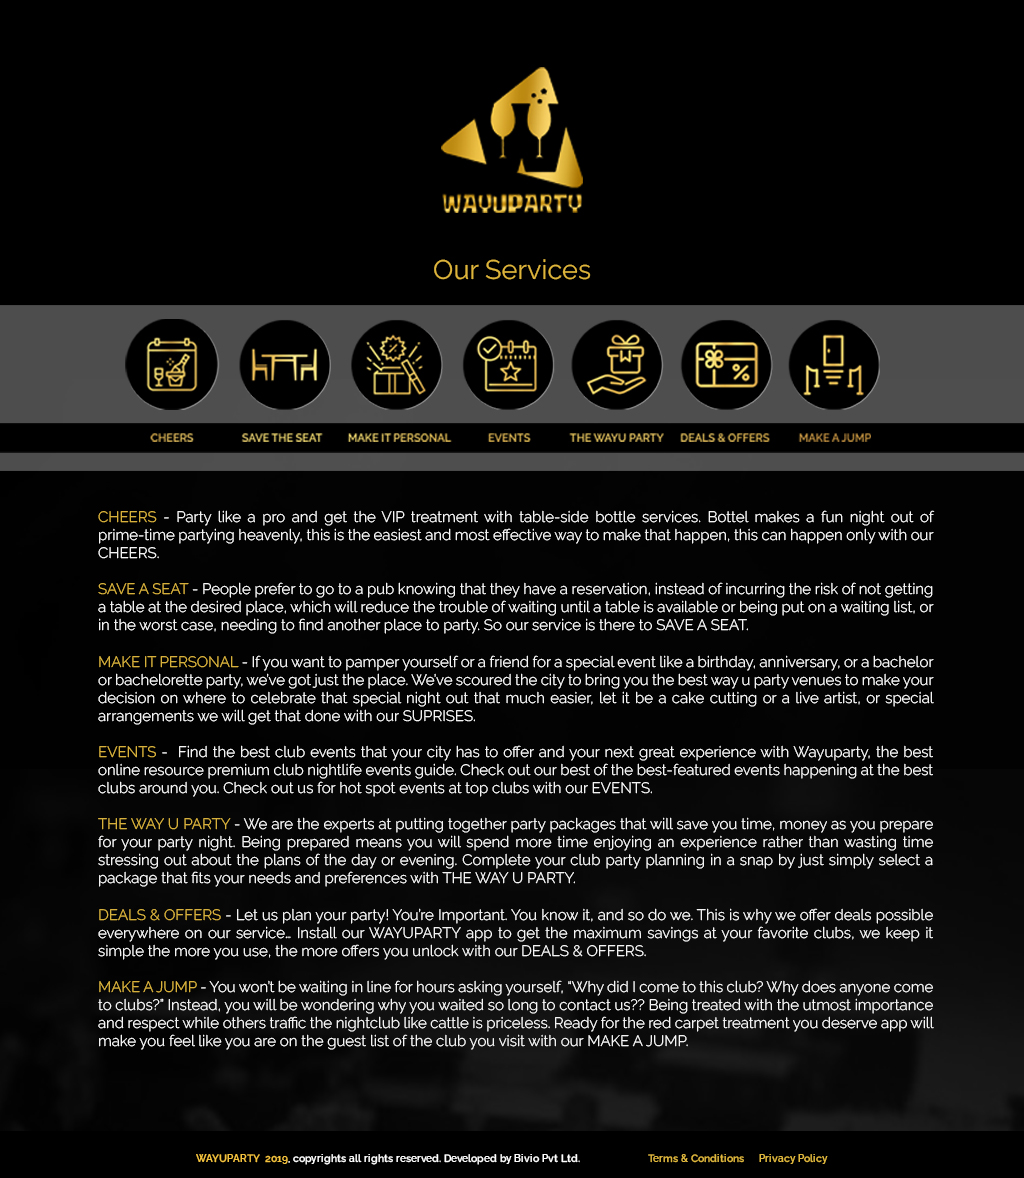 WAYUPARTY
Our Services
CHEERS
SAVE THE SEAT
MAKE IT PERSONAL
EVENTS
THE WAYU PARTY
DEALS & OFFERS
MAKE A JUMP
CHEERS - Party like a pro and get the VIP treatment with table-side bottle services. Bottel makes a fun night out of
prime-time partying heavenly, this is the easiest and most effective way to make that happen, this can happen only with our
CHEERS.
SAVE A SEAT - People prefer to go to a pub knowing that they have a reservation, instead of incurring the risk of not getting
a table at the desired place, which will reduce the trouble of waiting until a table is available or being put on a waiting list, or
in the worst case, needing to find another place to party. So our service is there to SAVE A SEAT.
MAKE IT PERSONAL - If you want to pamper yourself or a friend for a special event like a birthday, anniversary, or a bachelor
or bachelorette party, we've got just the place. We've scoured the city to bring you the best way u party venues to make your
decision on where to celebrate that special night out that much easier, let it be a cake cutting or a live artist, or special
arrangements we will get that done with our SUPRISES.
EVENTS - Find the best club events that your city has to offer and your next great experience with Wayuparty, the best
online resource premium club nightlife events guide. Check out our best of the best-featured events happening at the best
clubs around you. Check out us for hot spot events at top clubs with our EVENTS.
THE WAY U PARTY - We are the experts at putting together party packages that will save you time, money as you prepare
for your party night. Being prepared means you will spend more time enjoying an experience rather than wasting time
stressing out about the plans of the day or evening. Complete your club party planning in a snap by just simply select a
package that fits your needs and preferences with THE WAY U PARTY.
DEALS & OFFERS - Let us plan your party! You're Important. You know it, and so do we. This is why we offer deals possible
everywhere on our service... Install our WAYUPARTY app to get the maximum savings at your favorite clubs, we keep it
simple the more you use, the more offers you unlock with our DEALS & OFFERS.
MAKE A JUMP - You won't be waiting in line for hours asking yourself, "Why did I come to this club? Why does anyone come
to clubs?" Instead, you will be wondering why you waited so long to contact us?? Being treated with the utmost importance
and respect while others traffic the nightclub like cattle is priceless. Ready for the red carpet treatment you deserve app will
make you feel like you are on the guest list of the club you visit with our MAKE A JUMP.
WAYUPARTY 2019, copyrights all rights reserved. Developed by Bivio Pvt Ltd.
Terms & Conditions Privacy Policy